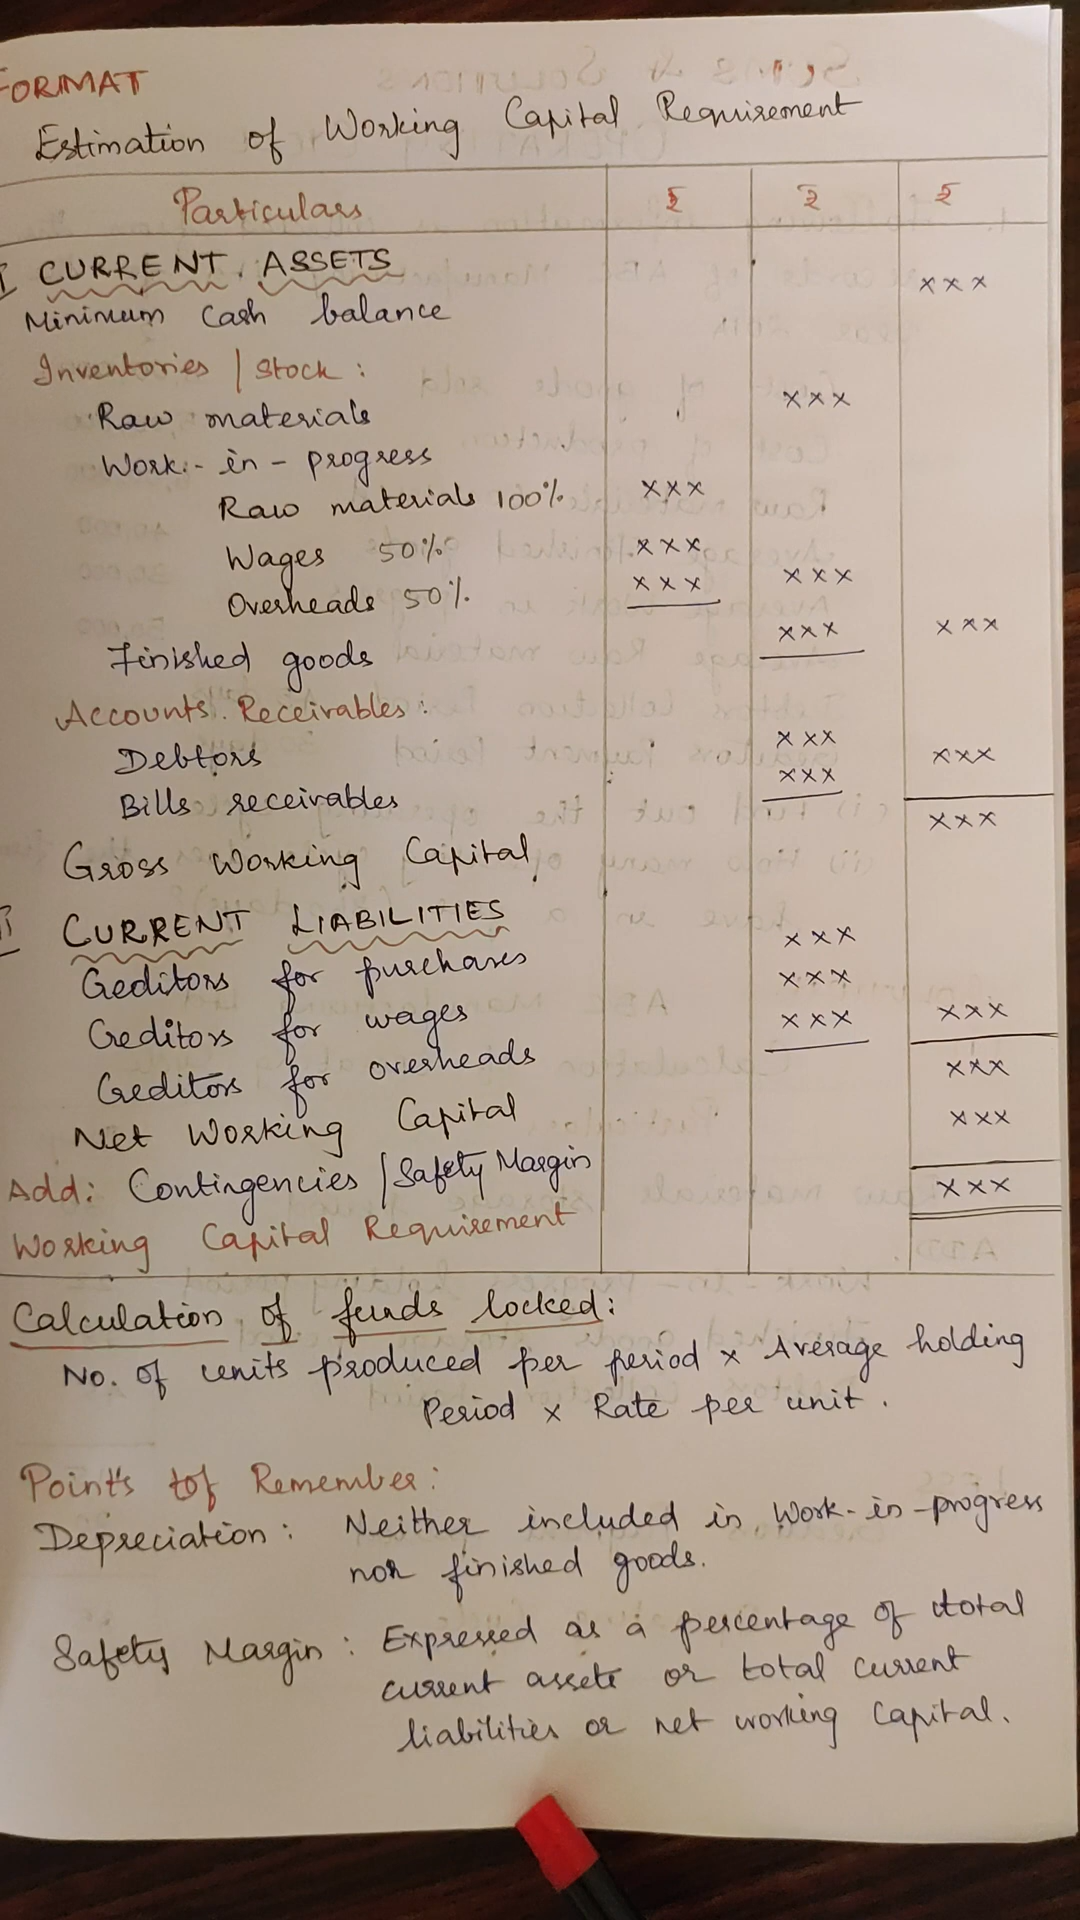 FORMAT
Estimation of Working Capital Requirement
Particulars ₹ ₹ ₹
I CURRENT ASSETS
Minimum Cash balance xxx
Inventories / Stock :
Raw materials xxx
Work-in-progress
Raw materials 100% xxx
Wages 50% xxx
Overheads 50% xxx xxx
Finished goods xxx xxx
Accounts Receivables :
Debtors xxx
Bills receivables xxx xxx
Gross Working Capital xxx
II CURRENT LIABILITIES
Creditors for purchases xxx
Creditors for wages xxx
Creditors for overheads xxx xxx
Net Working Capital xxx
Add: Contingencies / Safety Margin xxx
Working Capital Requirement xxx
Calculation of funds locked:
No. of units produced per period x Average holding
Period x Rate per unit.
Points tof Remember:
Depreciation: Neither included in Work-in-progress
nor finished goods.
Safety Margin: Expressed as a percentage of total
current assets or total current
liabilities or net working Capital.